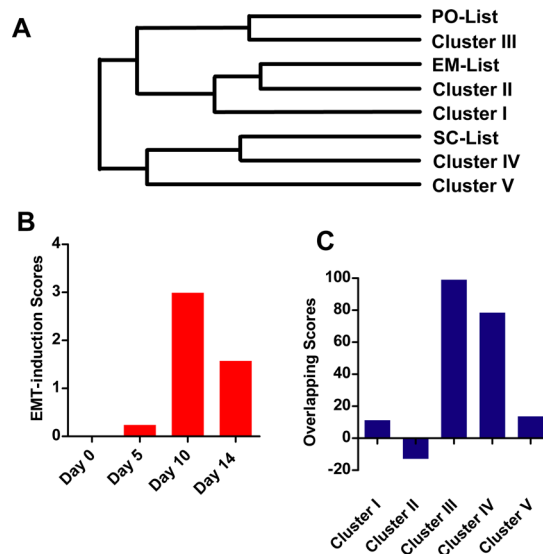 A
PO-List
Cluster III
EM-List
Cluster II
Cluster I
SC-List
Cluster IV
Cluster V
B
EMT-induction Scores
4
3
2
1
0
Day 0
Day 5
Day 10
Day 14
C
Overlapping Scores
100
80
60
40
20
0
-20
Cluster I
Cluster II
Cluster III
Cluster IV
Cluster V